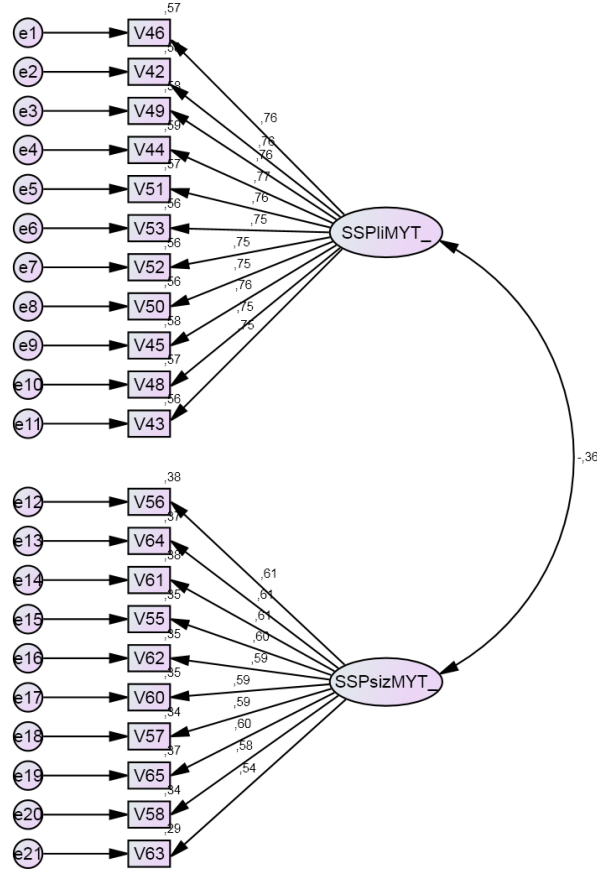 ,57
e1 V46
e2 V42
,58
e3 V49
,76
,59
e4 V44
,76
,76
,57
,77
e5 V51
,76
,56
,75
e6 V53
SSPliMYT_
,56
,75
e7 V52
,75
,56
,76
e8 V50
,75
,58
,75
e9 V45
,57
e10 V48
,56
e11 V43
-,36
,38
e12 V56
,37
e13 V64
,38
,61
e14 V61
,35
,61
,61
e15 V55
,35
,60
e16 V62
,59
,35
,59
e17 V60
SSPsizMYT_
,59
,34
,60
e18 V57
,58
,37
,54
e19 V65
,34
e20 V58
,29
e21 V63